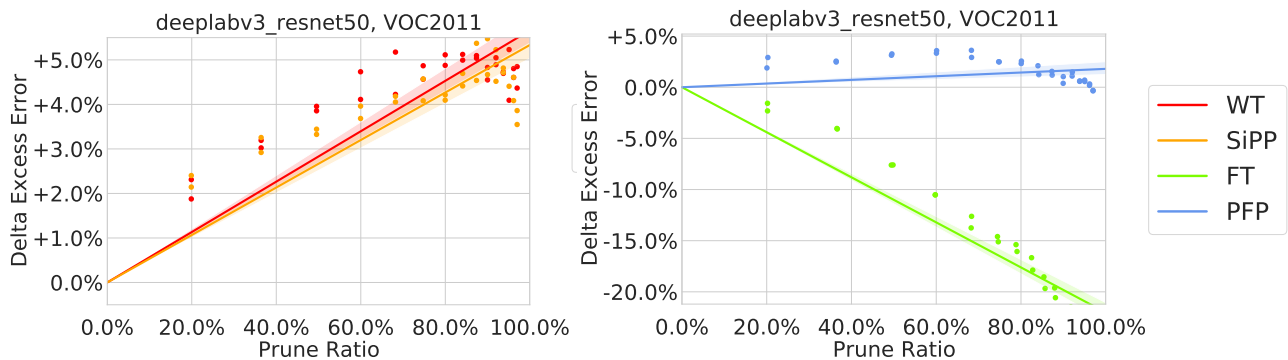 deeplabv3_resnet50, VOC2011
Delta Excess Error
+5.0%
+4.0%
+3.0%
+2.0%
+1.0%
0.0%
0.0% 20.0% 40.0% 60.0% 80.0% 100.0%
Prune Ratio
deeplabv3_resnet50, VOC2011
Delta Excess Error
+5.0%
0.0%
-5.0%
-10.0%
-15.0%
-20.0%
0.0% 20.0% 40.0% 60.0% 80.0% 100.0%
Prune Ratio
WT
SiPP
FT
PFP